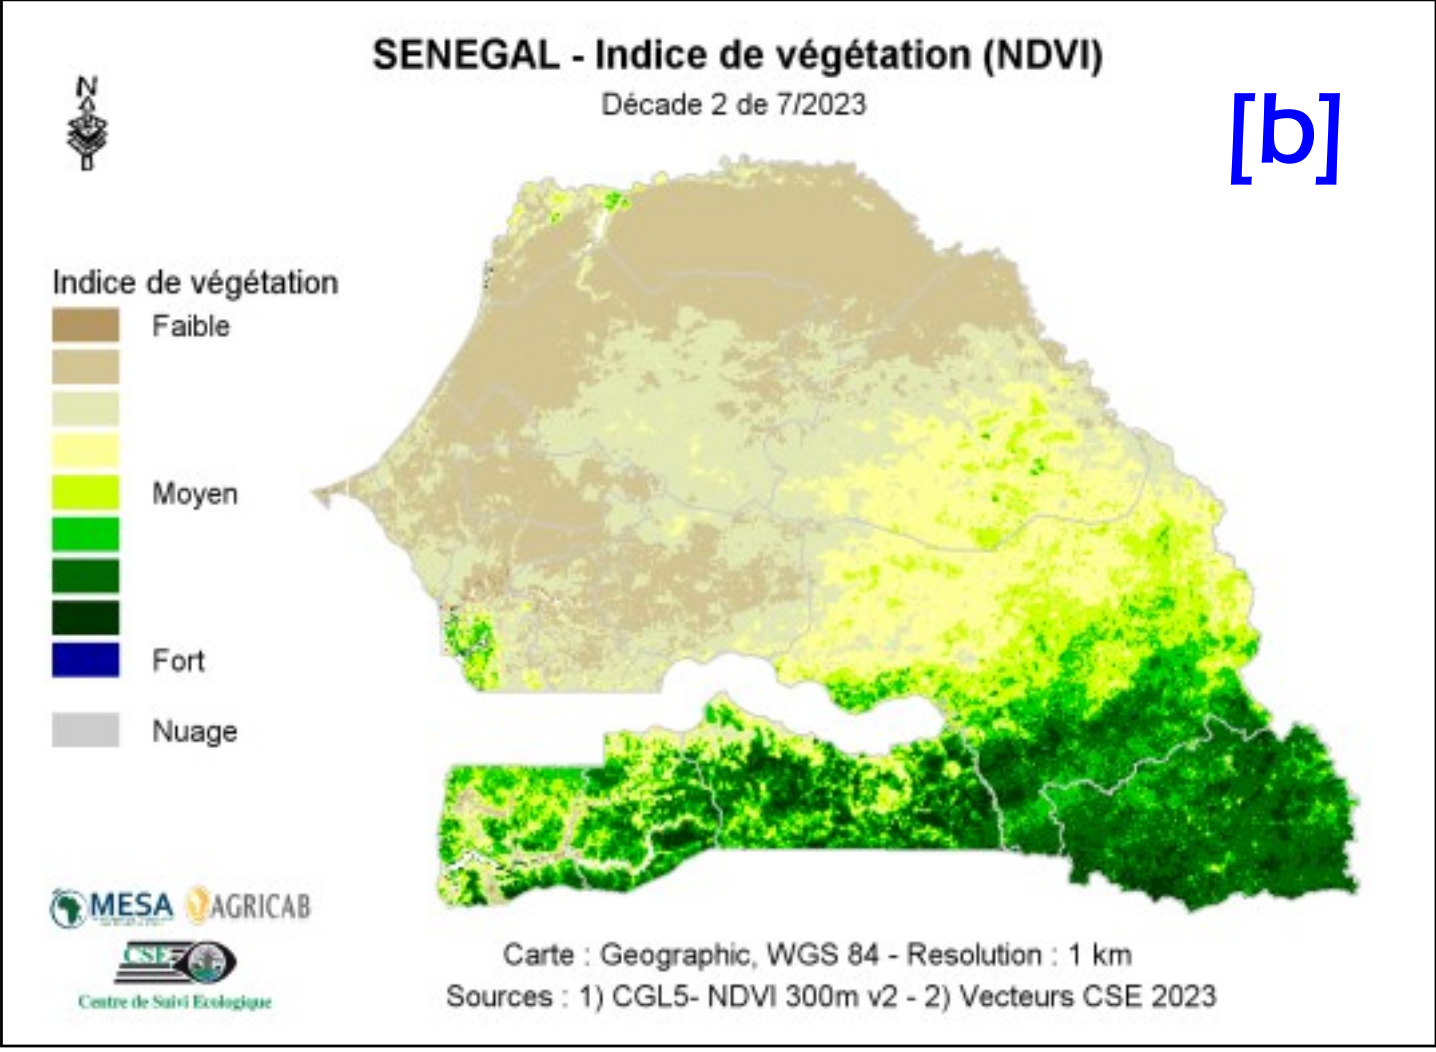 SENEGAL - Indice de végétation (NDVI)
Décade 2 de 7/2023
N
[b]
Indice de végétation
Faible
Moyen
Fort
Nuage
MESA AGRICAB
CSE
Centre de Suivi Ecologique
Carte : Geographic, WGS 84 - Resolution : 1 km
Sources : 1) CGL5- NDVI 300m v2 - 2) Vecteurs CSE 2023